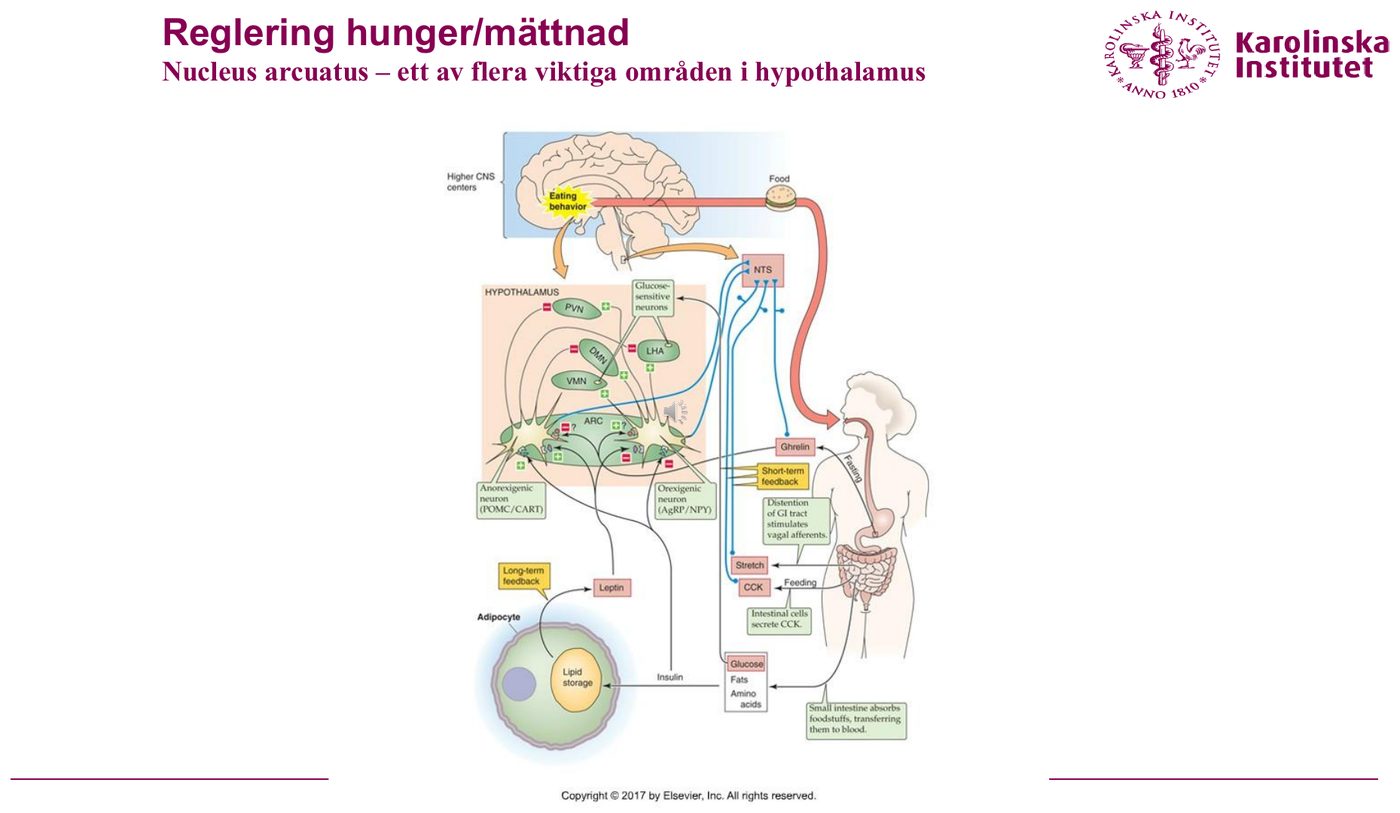 Reglering hunger/mättnad
Nucleus arcuatus – ett av flera viktiga områden i hypothalamus
KAROLINSKA INSTITUTET
ANNO 1810
Karolinska
Institutet
Higher CNS
centers
Eating
behavior
Food
NTS
HYPOTHALAMUS
Glucose-
sensitive
neurons
PVN
DMN
LHA
VMN
ARC
?
?
Anorexigenic
neuron
(POMC/CART)
Orexigenic
neuron
(AgRP/NPY)
Ghrelin
Fasting
Short-term
feedback
Distention
of GI tract
stimulates
vagal afferents.
Stretch
CCK
Feeding
Intestinal cells
secrete CCK.
Long-term
feedback
Leptin
Adipocyte
Lipid
storage
Insulin
Glucose
Fats
Amino
acids
Small intestine absorbs
foodstuffs, transferring
them to blood.
Copyright © 2017 by Elsevier, Inc. All rights reserved.